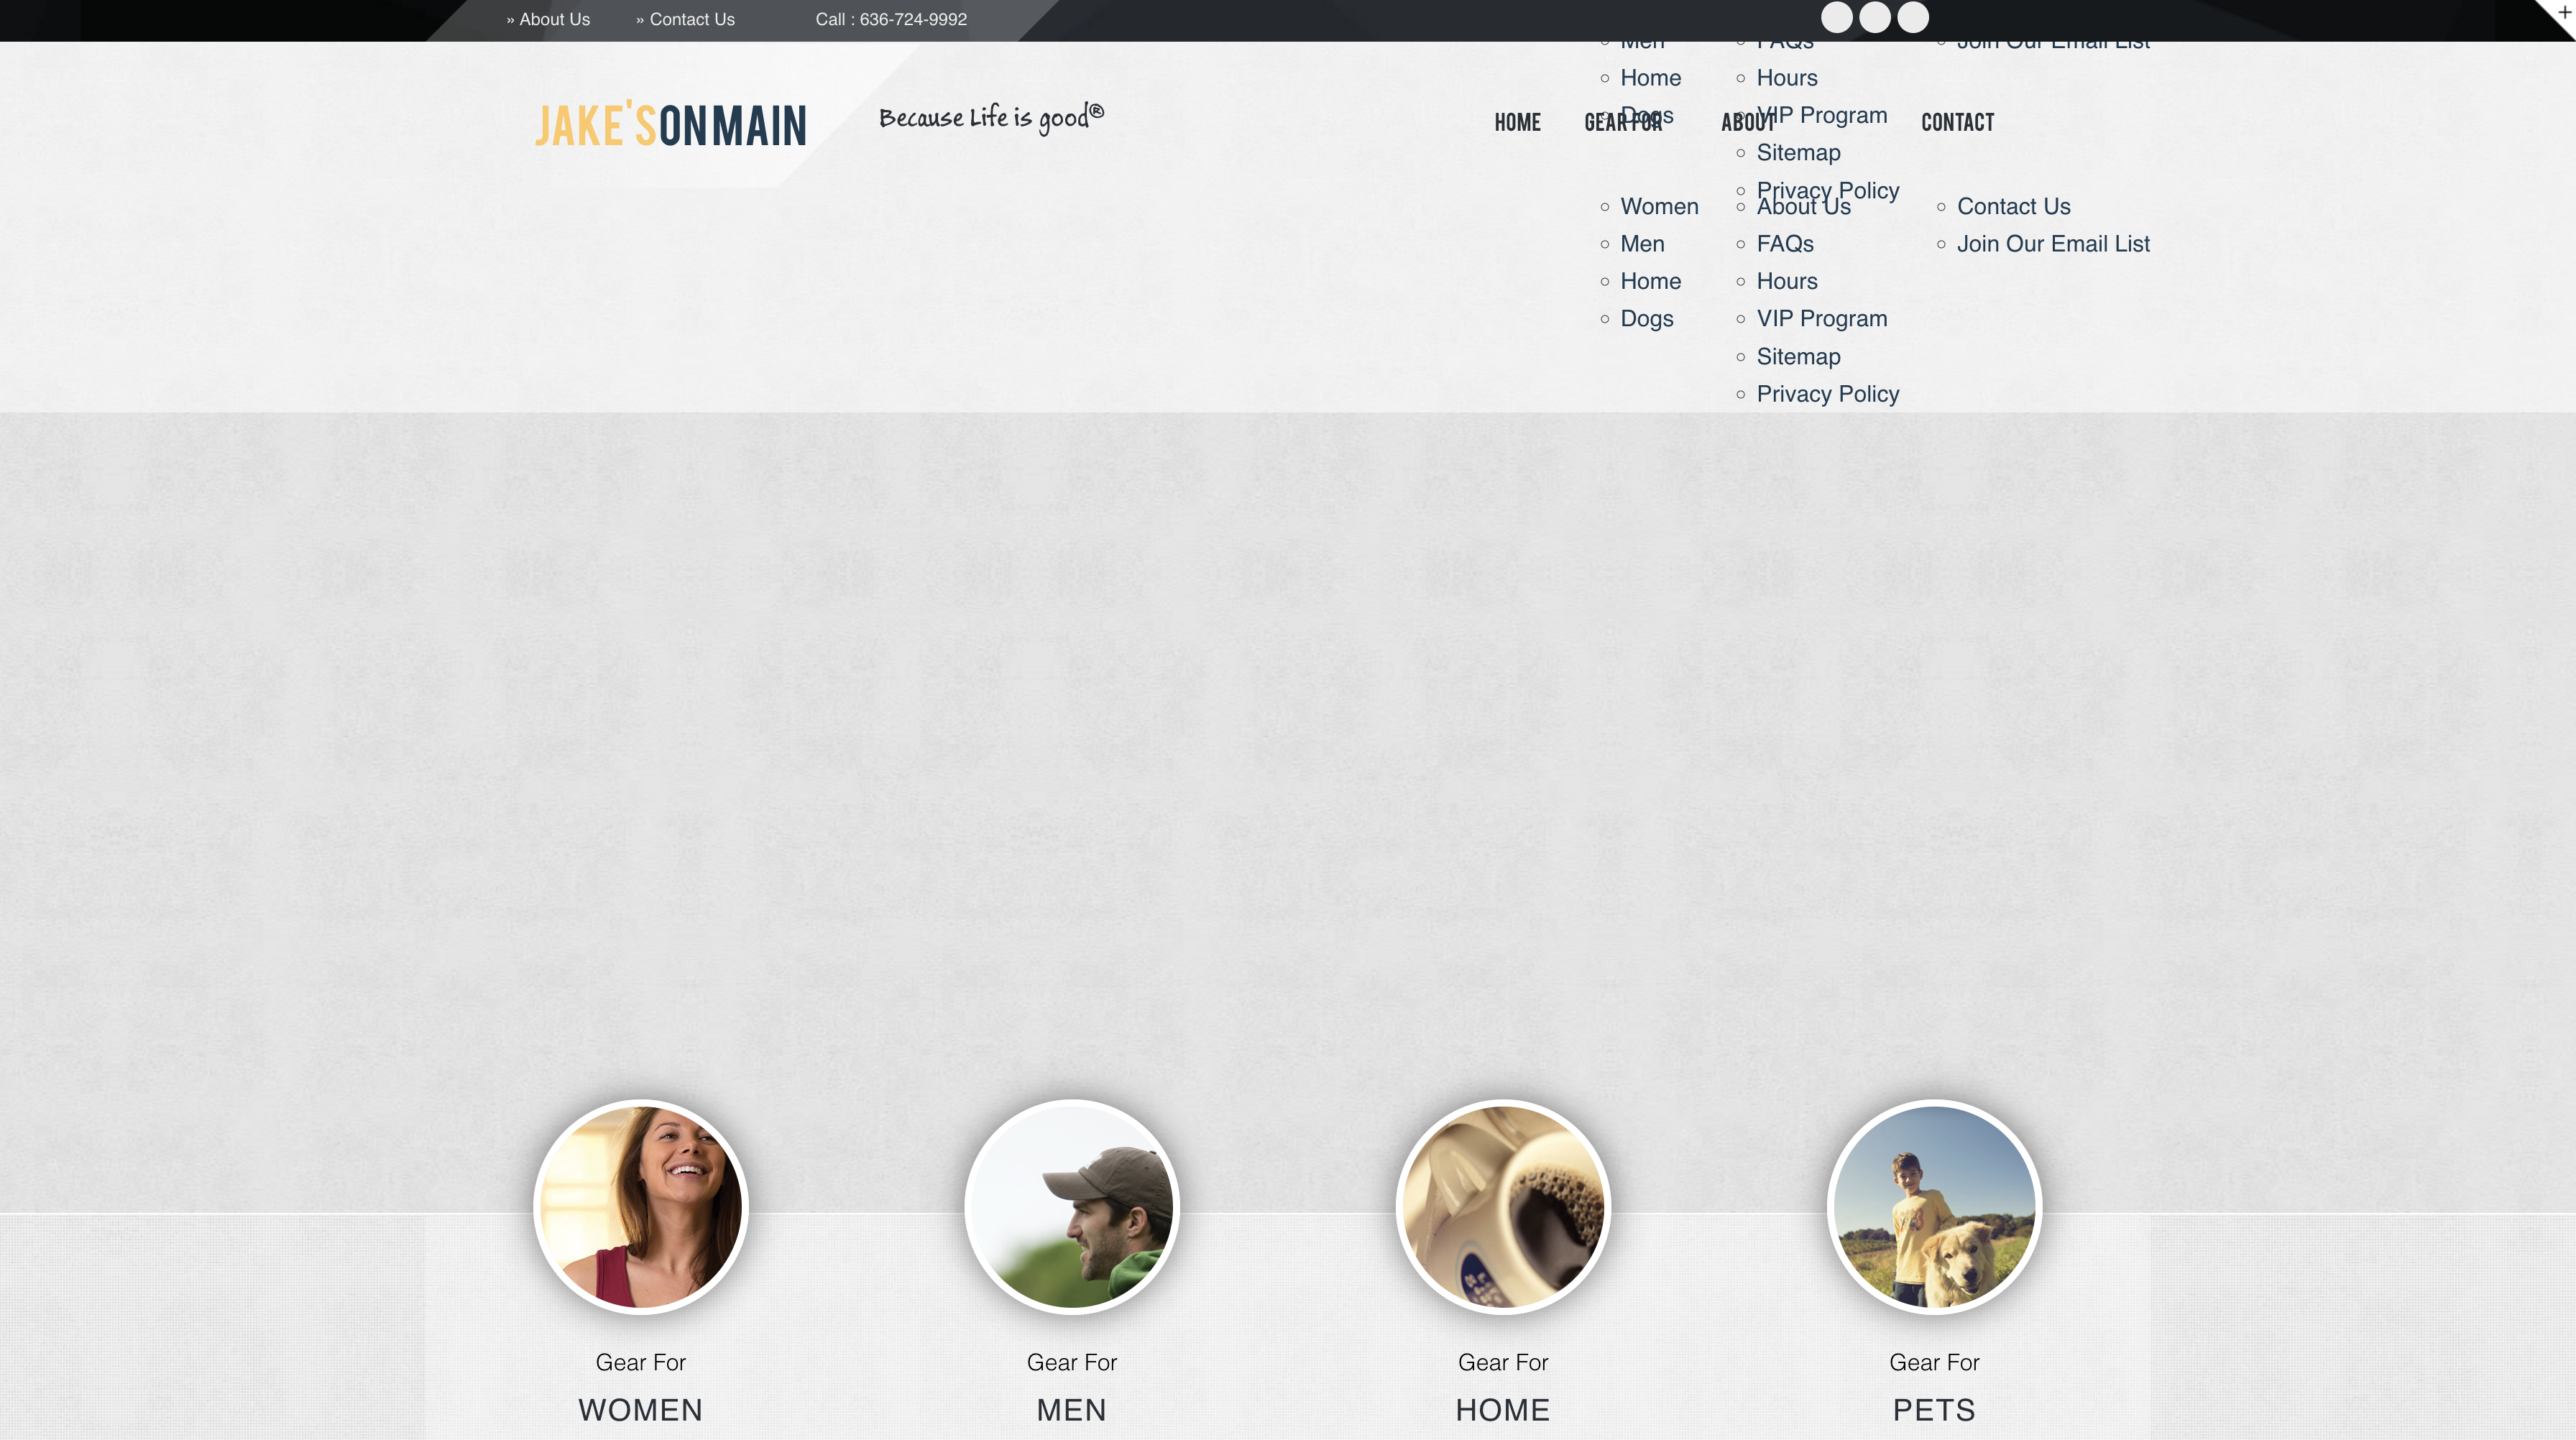 » About Us » Contact Us Call : 636-724-9992
Men FAQs Join Our Email List
Home Hours
JAKE'SONMAIN Because Life is good® HOME GEAR FOR ABOUT CONTACT
Dogs VIP Program
Sitemap
Privacy Policy
Women About Us Contact Us
Men FAQs Join Our Email List
Home Hours
Dogs VIP Program
Sitemap
Privacy Policy
Gear For Gear For Gear For Gear For
WOMEN MEN HOME PETS